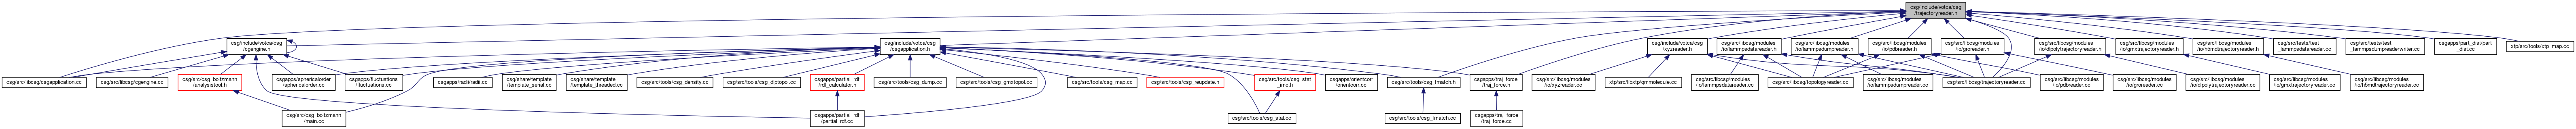 csg/include/votca/csg
/trajectoryreader.h
csg/include/votca/csg
/cgengine.h
csg/include/votca/csg
/csgapplication.h
csg/include/votca/csg
/xyzreader.h
csg/src/libcsg/modules
/io/lammpsdatareader.h
csg/src/libcsg/modules
/io/lammpsdumpreader.h
csg/src/libcsg/modules
/io/pdbreader.h
csg/src/libcsg/modules
/io/groreader.h
csg/src/libcsg/modules
/io/dlpolytrajectoryreader.h
csg/src/libcsg/modules
/io/gmxtrajectoryreader.h
csg/src/libcsg/modules
/io/h5mdtrajectoryreader.h
csg/src/tests/test
_lammpsdatareader.cc
csg/src/tests/test
_lammpsdumpreaderwriter.cc
csgapps/part_dist/part
_dist.cc
xtp/src/tools/xtp_map.cc
csg/src/libcsg/csgapplication.cc
csg/src/libcsg/cgengine.cc
csg/src/csg_boltzmann
/analysistool.h
csgapps/sphericalorder
/sphericalorder.cc
csgapps/fluctuations
/fluctuations.cc
csgapps/radii/radii.cc
csg/share/template
/template_serial.cc
csg/share/template
/template_threaded.cc
csg/src/tools/csg_density.cc
csg/src/tools/csg_dlptopol.cc
csgapps/partial_rdf
/rdf_calculator.h
csg/src/tools/csg_dump.cc
csg/src/tools/csg_gmxtopol.cc
csg/src/tools/csg_map.cc
csg/src/tools/csg_reupdate.h
csg/src/tools/csg_stat
_imc.h
csgapps/orientcorr
/orientcorr.cc
csg/src/tools/csg_fmatch.h
csgapps/traj_force
/traj_force.h
csg/src/libcsg/modules
/io/xyzreader.cc
xtp/src/libxtp/qmmolecule.cc
csg/src/libcsg/modules
/io/lammpsdatareader.cc
csg/src/libcsg/topologyreader.cc
csg/src/libcsg/modules
/io/lammpsdumpreader.cc
csg/src/libcsg/trajectoryreader.cc
csg/src/libcsg/modules
/io/pdbreader.cc
csg/src/libcsg/modules
/io/groreader.cc
csg/src/libcsg/modules
/io/dlpolytrajectoryreader.cc
csg/src/libcsg/modules
/io/gmxtrajectoryreader.cc
csg/src/libcsg/modules
/io/h5mdtrajectoryreader.cc
csg/src/csg_boltzmann
/main.cc
csgapps/partial_rdf
/partial_rdf.cc
csg/src/tools/csg_stat.cc
csg/src/tools/csg_fmatch.cc
csgapps/traj_force
/traj_force.cc